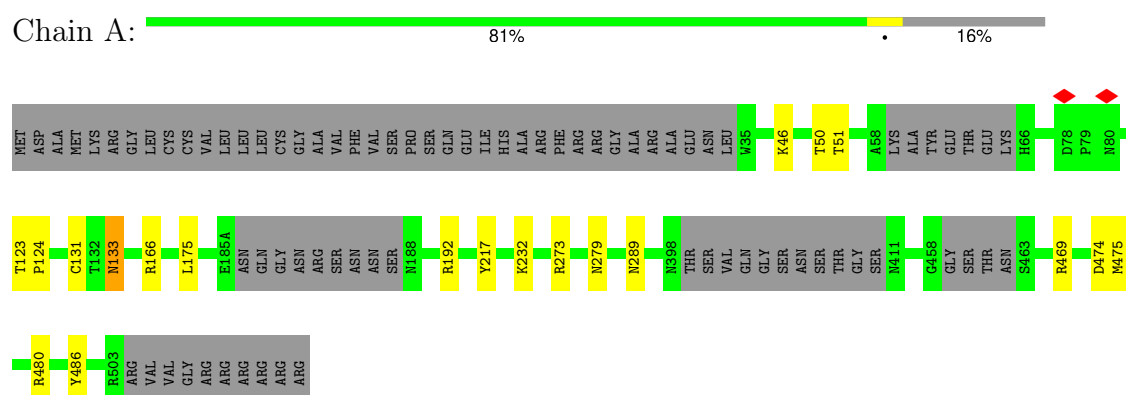 Chain A:
81% • 16%
MET ASP ALA MET LYS ARG GLY LEU CYS CYS VAL LEU LEU LEU CYS GLY ALA VAL PHE VAL SER PRO SER GLN GLU ILE HIS ALA ARG PHE ARG ARG GLY ALA ALA GLU ASN LEU W35 K46 T50 T51 A58 LYS ALA TYR GLU THR GLU LYS H66 D78 P79 N80
T123 P124 C131 T132 N133 R166 L175 E185A ASN GLN GLY ASN ARG SER ASN ASN SER N188 R192 Y217 K232 R273 N279 N289 N398 THR SER VAL GLN GLY SER ASN SER THR GLY SER N411 G458 GLY SER THR ASN S463 R469 D474 M475
R480 Y486 R503 ARG VAL VAL GLY ARG ARG ARG ARG ARG ARG